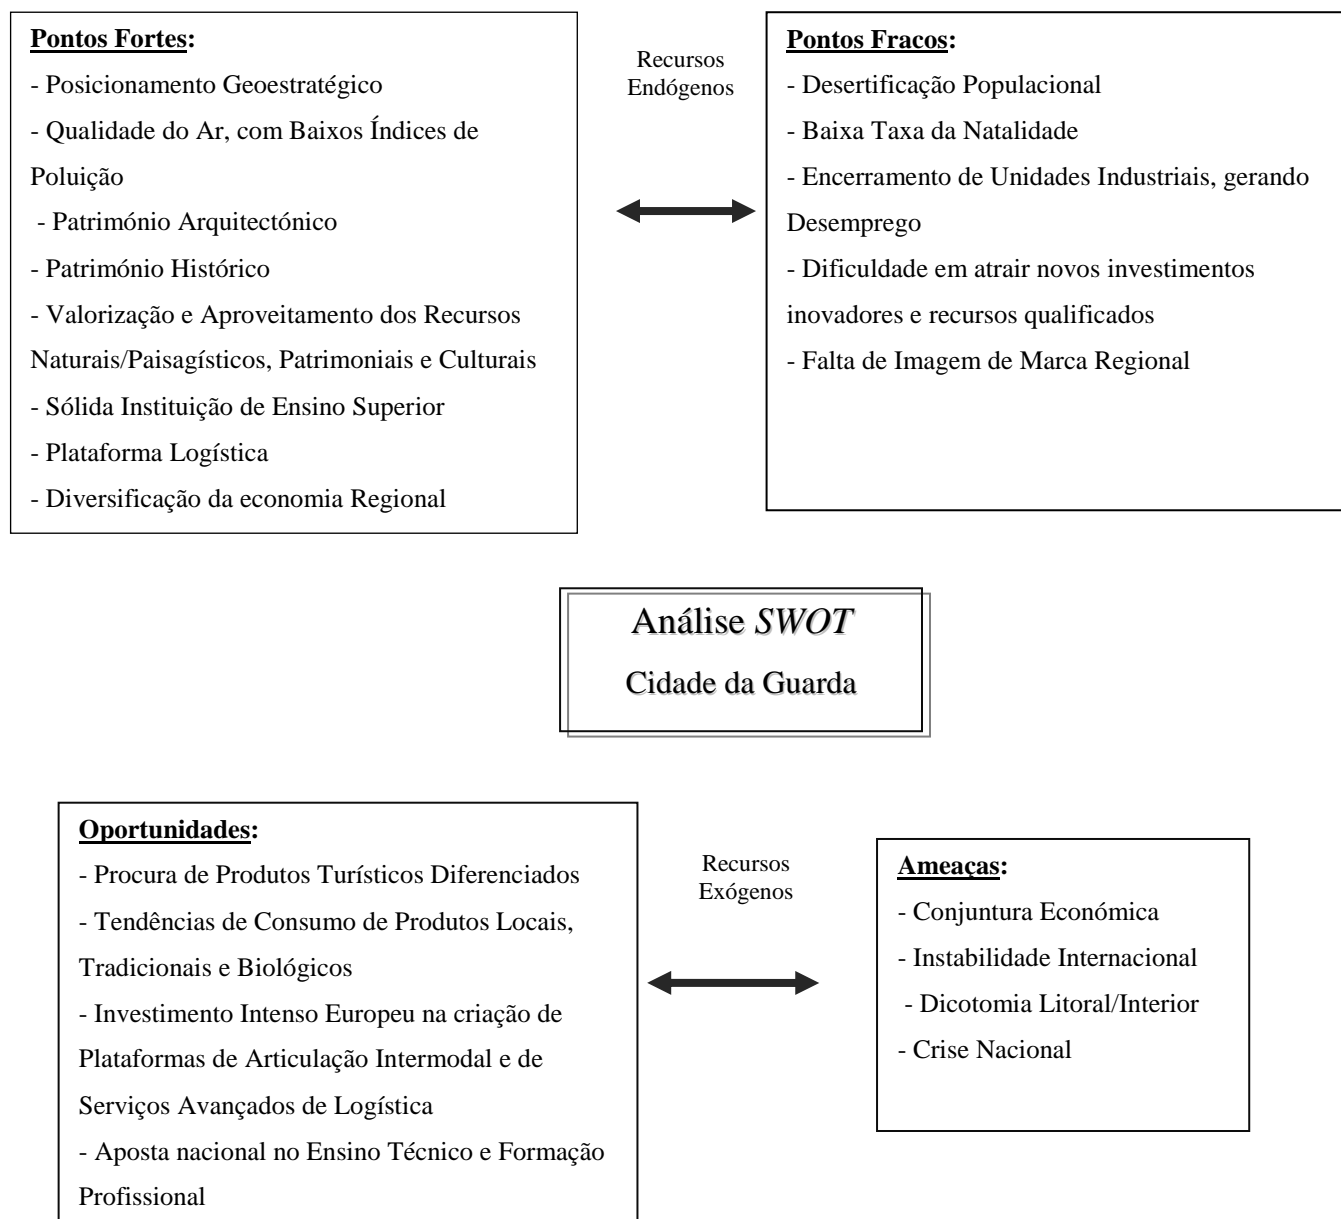 Pontos Fortes:
- Posicionamento Geoestratégico
- Qualidade do Ar, com Baixos Índices de
Poluição
- Património Arquitectónico
- Património Histórico
- Valorização e Aproveitamento dos Recursos
Naturais/Paisagísticos, Patrimoniais e Culturais
- Sólida Instituição de Ensino Superior
- Plataforma Logística
- Diversificação da economia Regional
Recursos
Endógenos
Pontos Fracos:
- Desertificação Populacional
- Baixa Taxa da Natalidade
- Encerramento de Unidades Industriais, gerando
Desemprego
- Dificuldade em atrair novos investimentos
inovadores e recursos qualificados
- Falta de Imagem de Marca Regional
Análise SWOT
Cidade da Guarda
Oportunidades:
- Procura de Produtos Turísticos Diferenciados
- Tendências de Consumo de Produtos Locais,
Tradicionais e Biológicos
- Investimento Intenso Europeu na criação de
Plataformas de Articulação Intermodal e de
Serviços Avançados de Logística
- Aposta nacional no Ensino Técnico e Formação
Profissional
Recursos
Exógenos
Ameaças:
- Conjuntura Económica
- Instabilidade Internacional
- Dicotomia Litoral/Interior
- Crise Nacional